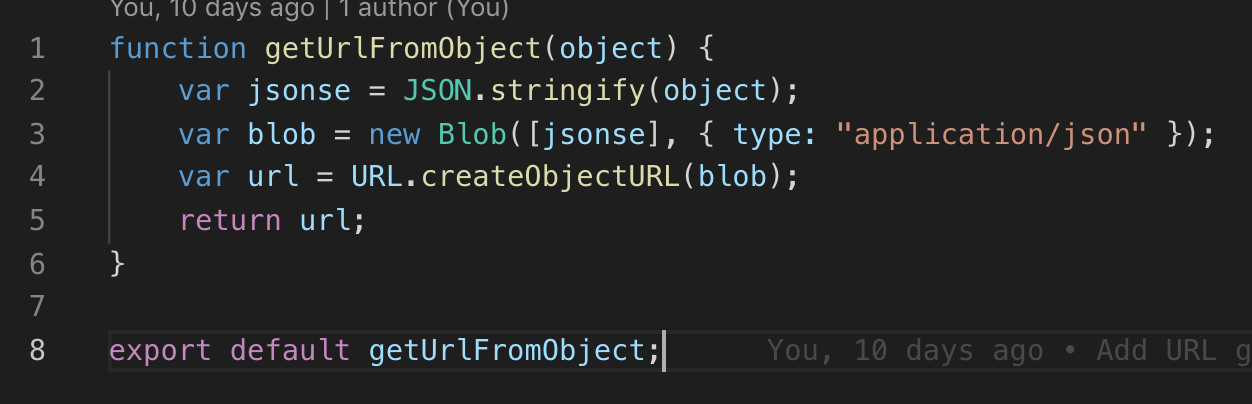 You, 10 days ago | 1 author (You)
1 function getUrlFromObject(object) {
2 var jsonse = JSON.stringify(object);
3 var blob = new Blob([jsonse], { type: "application/json" });
4 var url = URL.createObjectURL(blob);
5 return url;
6 }
7
8 export default getUrlFromObject; You, 10 days ago • Add URL g